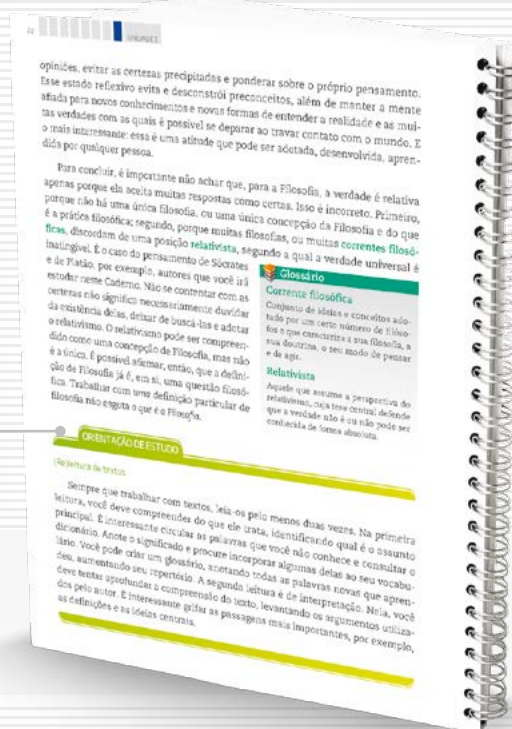 UNIDADE 1
opiniões, evitar as certezas precipitadas e ponderar sobre o próprio pensamento.
Esse estado reflexivo evita e desconstrói preconceitos, além de manter a mente
afiada para novos conhecimentos e novas formas de entender a realidade e as mui-
tas verdades com as quais é possível se deparar ao travar contato com o mundo. E
o mais interessante: essa é uma atitude que pode ser adotada, desenvolvida, apren-
dida por qualquer pessoa.
Para concluir, é importante não achar que, para a Filosofia, a verdade é relativa
apenas porque ela aceita muitas respostas como certas. Isso é incorreto. Primeiro,
porque não há uma única filosofia, ou uma única concepção da Filosofia e do que
é a prática filosófica; segundo, porque muitas filosofias, ou muitas correntes filosó-
ficas, discordam de uma posição relativista, segundo a qual a verdade universal é
inatingível. É o caso do pensamento de Sócrates
e de Platão, por exemplo, autores que você irá
estudar neste Caderno. Não se contentar com as
certezas não significa necessariamente duvidar
da existência delas, deixar de buscá-las e adotar
o relativismo. O relativismo pode ser compreen-
dido como uma concepção de Filosofia, mas não
é a única. É possível afirmar, então, que a defini-
ção de Filosofia já é, em si, uma questão filosó-
fica. Trabalhar com uma definição particular de
filosofia não esgota o que é o Filosofia.
Glossário
Corrente filosófica
Conjunto de ideias e conceitos ado-
tado por um certo número de filóso-
fos e que caracteriza a sua filosofia, a
sua doutrina, o seu modo de pensar
e de agir.
Relativista
Aquele que assume a perspectiva do
relativismo, cuja tese central defende
que a verdade não é ou não pode ser
conhecida de forma absoluta.
ORIENTAÇÃO DE ESTUDO
(Re)leitura de textos
Sempre que trabalhar com textos, leia-os pelo menos duas vezes. Na primeira
leitura, você deve compreender do que ele trata, identificando qual é o assunto
principal. É interessante circular as palavras que você não conhece e consultar o
dicionário. Anote o significado e procure incorporar algumas delas ao seu vocabu-
lário. Você pode criar um glossário, anotando todas as palavras novas que apren-
deu, aumentando seu repertório. A segunda leitura é de interpretação. Nela, você
deve tentar aprofundar a compreensão do texto, levantando os argumentos utiliza-
dos pelo autor. É interessante grifar as passagens mais importantes, por exemplo,
as definições e as ideias centrais.